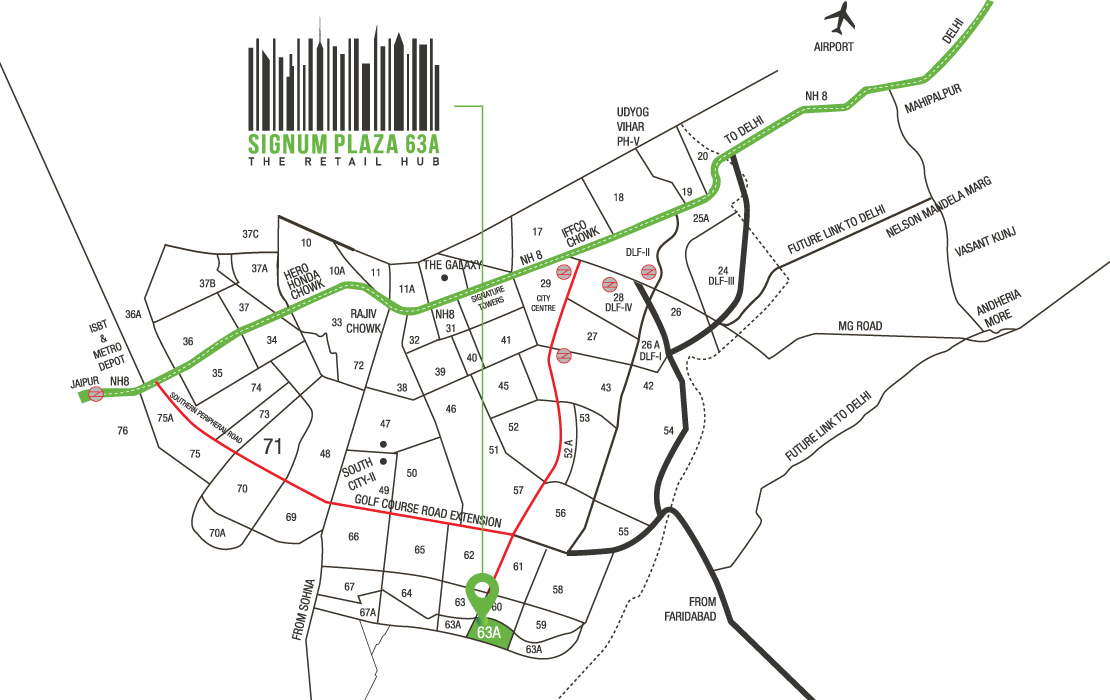 AIRPORT
DELHI
NH 8
MAHIPALPUR
TO DELHI
UDYOG
VIHAR
PH-V
SIGNUM PLAZA 63A
THE RETAIL HUB
20
19
18
17
25A
NELSON MANDELA MARG
FUTURE LINK TO DELHI
VASANT KUNJ
IFFCO
CHOWK
NH 8
DLF-II
24
DLF-III
37C
10
37A
37B
HERO
HONDA
CHOWK
10A
11
THE GALAXY
11A
SIGNATURE
TOWERS
29
CITY
CENTRE
28
DLF-IV
26
ANDHERIA
MORE
MG ROAD
36A
37
33
RAJIV
CHOWK
NH8
31
32
36
34
41
27
26 A
DLF-I
ISBT
&
METRO
DEPOT
JAIPUR
NH8
35
72
40
39
74
38
45
43
42
SOUTHERN PERIPHERAL ROAD
75A
73
46
76
47
52
53
54
FUTURE LINK TO DELHI
71
75
48
51
52 A
SOUTH
CITY-II
49
50
70
57
GOLF COURSE ROAD EXTENSION
69
56
55
70A
66
65
62
61
58
67
64
63
60
FROM
FARIDABAD
FROM SOHNA
67A
63A
63A
59
63A